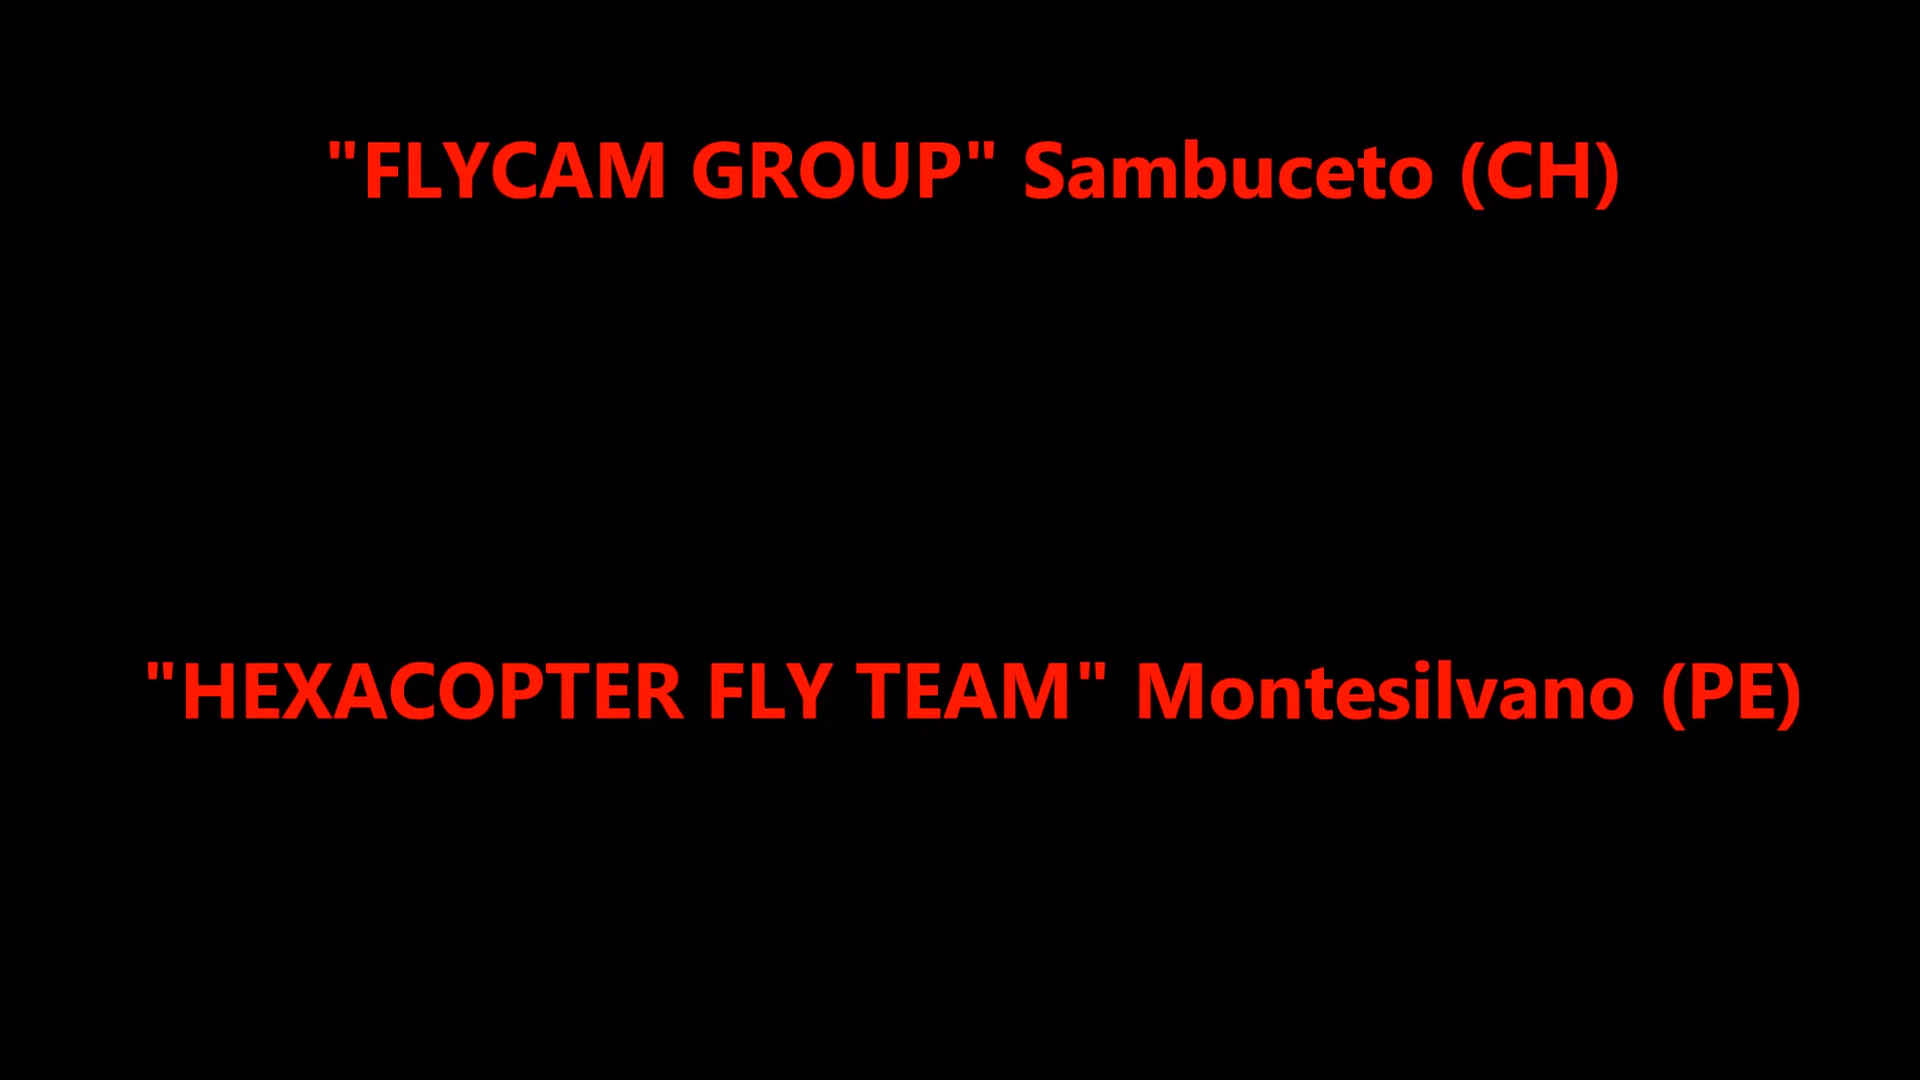 "FLYCAM GROUP" Sambuceto (CH)
"HEXACOPTER FLY TEAM" Montesilvano (PE)